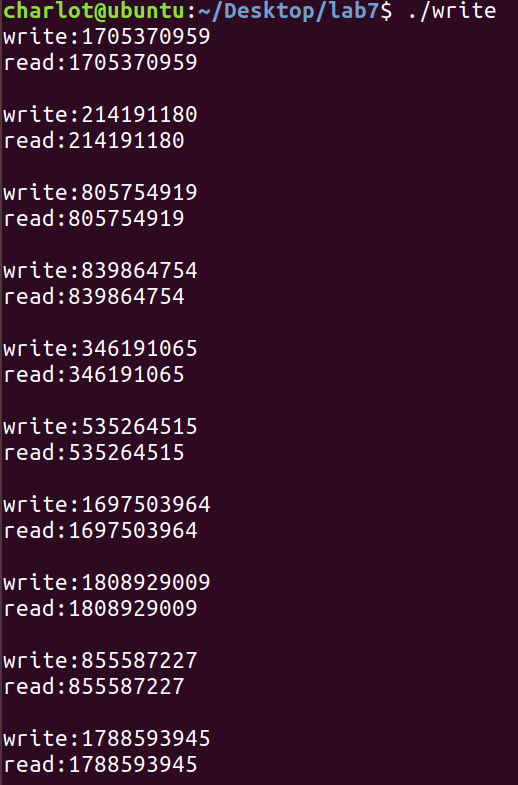 charlot@ubuntu:~/Desktop/lab7$ ./write
write:1705370959
read:1705370959
write:214191180
read:214191180
write:805754919
read:805754919
write:839864754
read:839864754
write:346191065
read:346191065
write:535264515
read:535264515
write:1697503964
read:1697503964
write:1808929009
read:1808929009
write:855587227
read:855587227
write:1788593945
read:1788593945